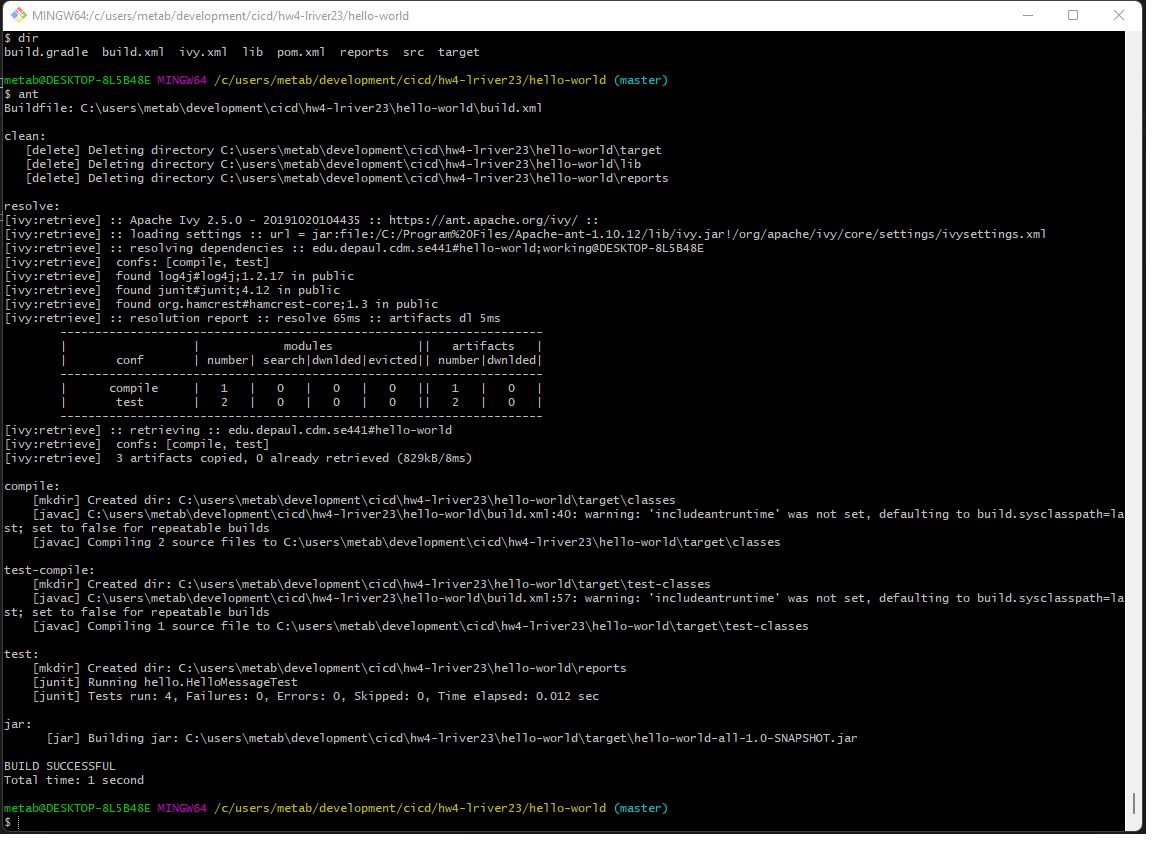 MINGW64:/c/users/metab/development/cicd/hw4-lriver23/hello-world
$ dir
build.gradle  build.xml  ivy.xml  lib  pom.xml  reports  src  target
metab@DESKTOP-8L5B48E MINGW64 /c/users/metab/development/cicd/hw4-lriver23/hello-world (master)
$ ant
Buildfile: C:\users\metab\development\cicd\hw4-lriver23\hello-world\build.xml
clean:
   [delete] Deleting directory C:\users\metab\development\cicd\hw4-lriver23\hello-world\target
   [delete] Deleting directory C:\users\metab\development\cicd\hw4-lriver23\hello-world\lib
   [delete] Deleting directory C:\users\metab\development\cicd\hw4-lriver23\hello-world\reports
resolve:
[ivy:retrieve] :: Apache Ivy 2.5.0 - 20191020104435 :: https://ant.apache.org/ivy/ ::
[ivy:retrieve] :: loading settings :: url = jar:file:/C:/Program%20Files/Apache-ant-1.10.12/lib/ivy.jar!/org/apache/ivy/core/settings/ivysettings.xml
[ivy:retrieve] :: resolving dependencies :: edu.depaul.cdm.se441#hello-world;working@DESKTOP-8L5B48E
[ivy:retrieve]  confs: [compile, test]
[ivy:retrieve]  found log4j#log4j;1.2.17 in public
[ivy:retrieve]  found junit#junit;4.12 in public
[ivy:retrieve]  found org.hamcrest#hamcrest-core;1.3 in public
[ivy:retrieve] :: resolution report :: resolve 65ms :: artifacts dl 5ms
        ---------------------------------------------------------------------
        |                  |            modules            ||   artifacts   |
        |       conf       | number| search|dwnlded|evicted|| number|dwnlded|
        ---------------------------------------------------------------------
        |      compile     |   1   |   0   |   0   |   0   ||   1   |   0   |
        |       test       |   2   |   0   |   0   |   0   ||   2   |   0   |
        ---------------------------------------------------------------------
[ivy:retrieve] :: retrieving :: edu.depaul.cdm.se441#hello-world
[ivy:retrieve]  confs: [compile, test]
[ivy:retrieve]  3 artifacts copied, 0 already retrieved (829kB/8ms)
compile:
    [mkdir] Created dir: C:\users\metab\development\cicd\hw4-lriver23\hello-world\target\classes
    [javac] C:\users\metab\development\cicd\hw4-lriver23\hello-world\build.xml:40: warning: 'includeantruntime' was not set, defaulting to build.sysclasspath=la
st; set to false for repeatable builds
    [javac] Compiling 2 source files to C:\users\metab\development\cicd\hw4-lriver23\hello-world\target\classes
test-compile:
    [mkdir] Created dir: C:\users\metab\development\cicd\hw4-lriver23\hello-world\target\test-classes
    [javac] C:\users\metab\development\cicd\hw4-lriver23\hello-world\build.xml:57: warning: 'includeantruntime' was not set, defaulting to build.sysclasspath=la
st; set to false for repeatable builds
    [javac] Compiling 1 source file to C:\users\metab\development\cicd\hw4-lriver23\hello-world\target\test-classes
test:
    [mkdir] Created dir: C:\users\metab\development\cicd\hw4-lriver23\hello-world\reports
    [junit] Running hello.HelloMessageTest
    [junit] Tests run: 4, Failures: 0, Errors: 0, Skipped: 0, Time elapsed: 0.012 sec
jar:
      [jar] Building jar: C:\users\metab\development\cicd\hw4-lriver23\hello-world\target\hello-world-all-1.0-SNAPSHOT.jar
BUILD SUCCESSFUL
Total time: 1 second
metab@DESKTOP-8L5B48E MINGW64 /c/users/metab/development/cicd/hw4-lriver23/hello-world (master)
$